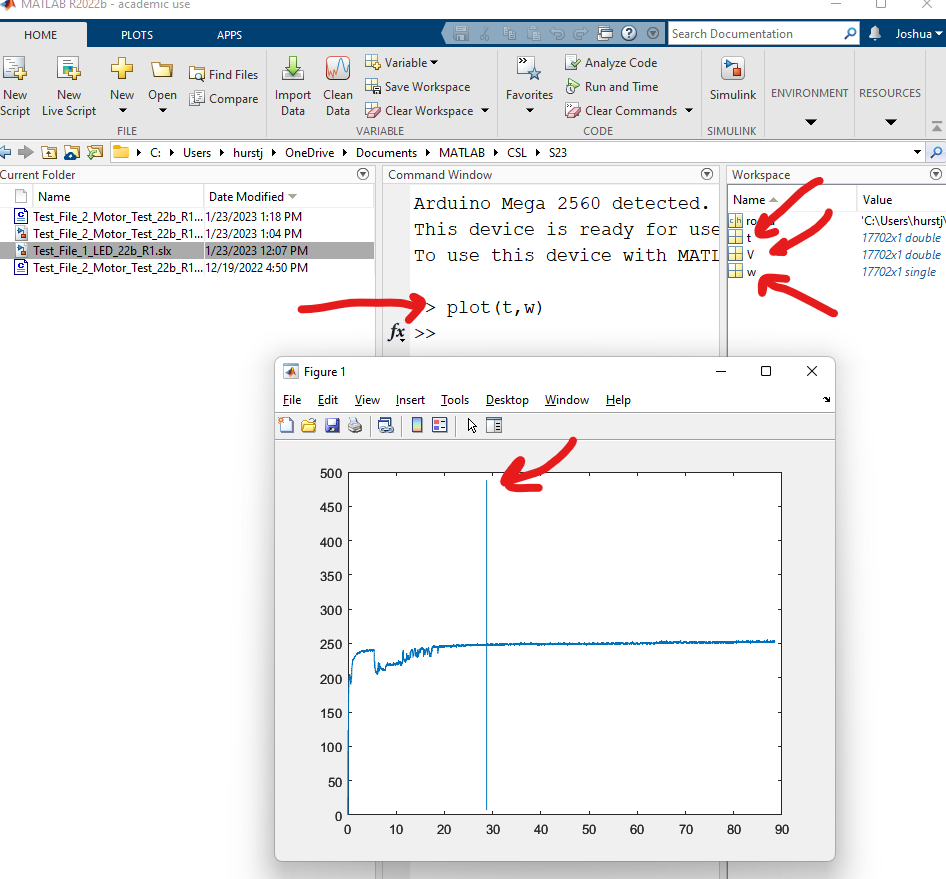 MATLAB R2022b - academic use
HOME PLOTS APPS
Search Documentation
Joshua
New Script
New Live Script
New
Open
Find Files
Compare
FILE
Import Data
Clean Data
Variable
Save Workspace
Clear Workspace
VARIABLE
Favorites
Analyze Code
Run and Time
Clear Commands
CODE
Simulink
SIMULINK
ENVIRONMENT
RESOURCES
C: Users hurstj OneDrive Documents MATLAB CSL S23
Current Folder
Name Date Modified
Test_File_2_Motor_Test_22b_R1... 1/23/2023 1:18 PM
Test_File_2_Motor_Test_22b_R1... 1/23/2023 1:04 PM
Test_File_1_LED_22b_R1.slx 1/23/2023 12:07 PM
Test_File_2_Motor_Test_22b_R1... 12/19/2022 4:50 PM
Command Window
Arduino Mega 2560 detected.
This device is ready for use
To use this device with MATL
> plot(t,w)
fx >>
Workspace
Name Value
'C:\Users\hurstj\
t 17702x1 double
V 17702x1 double
w 17702x1 single
Figure 1
File Edit View Insert Tools Desktop Window Help
500
450
400
350
300
250
200
150
100
50
0
0 10 20 30 40 50 60 70 80 90